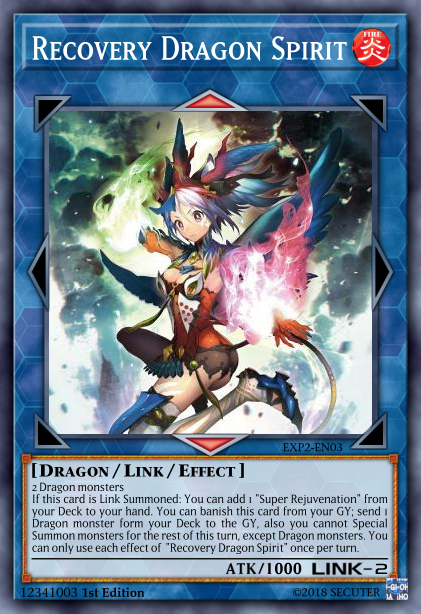 RECOVERY DRAGON SPIRIT
FIRE
炎
EXP2-EN03
[DRAGON / LINK / EFFECT]
2 Dragon monsters
If this card is Link Summoned: You can add 1 "Super Rejuvenation" from
your Deck to your hand. You can banish this card from your GY; send 1
Dragon monster form your Deck to the GY, also you cannot Special
Summon monsters for the rest of this turn, except Dragon monsters. You
can only use each effect of "Recovery Dragon Spirit" once per turn.
ATK/1000 LINK-2
12341003 1st Edition
©2018 SECUTER